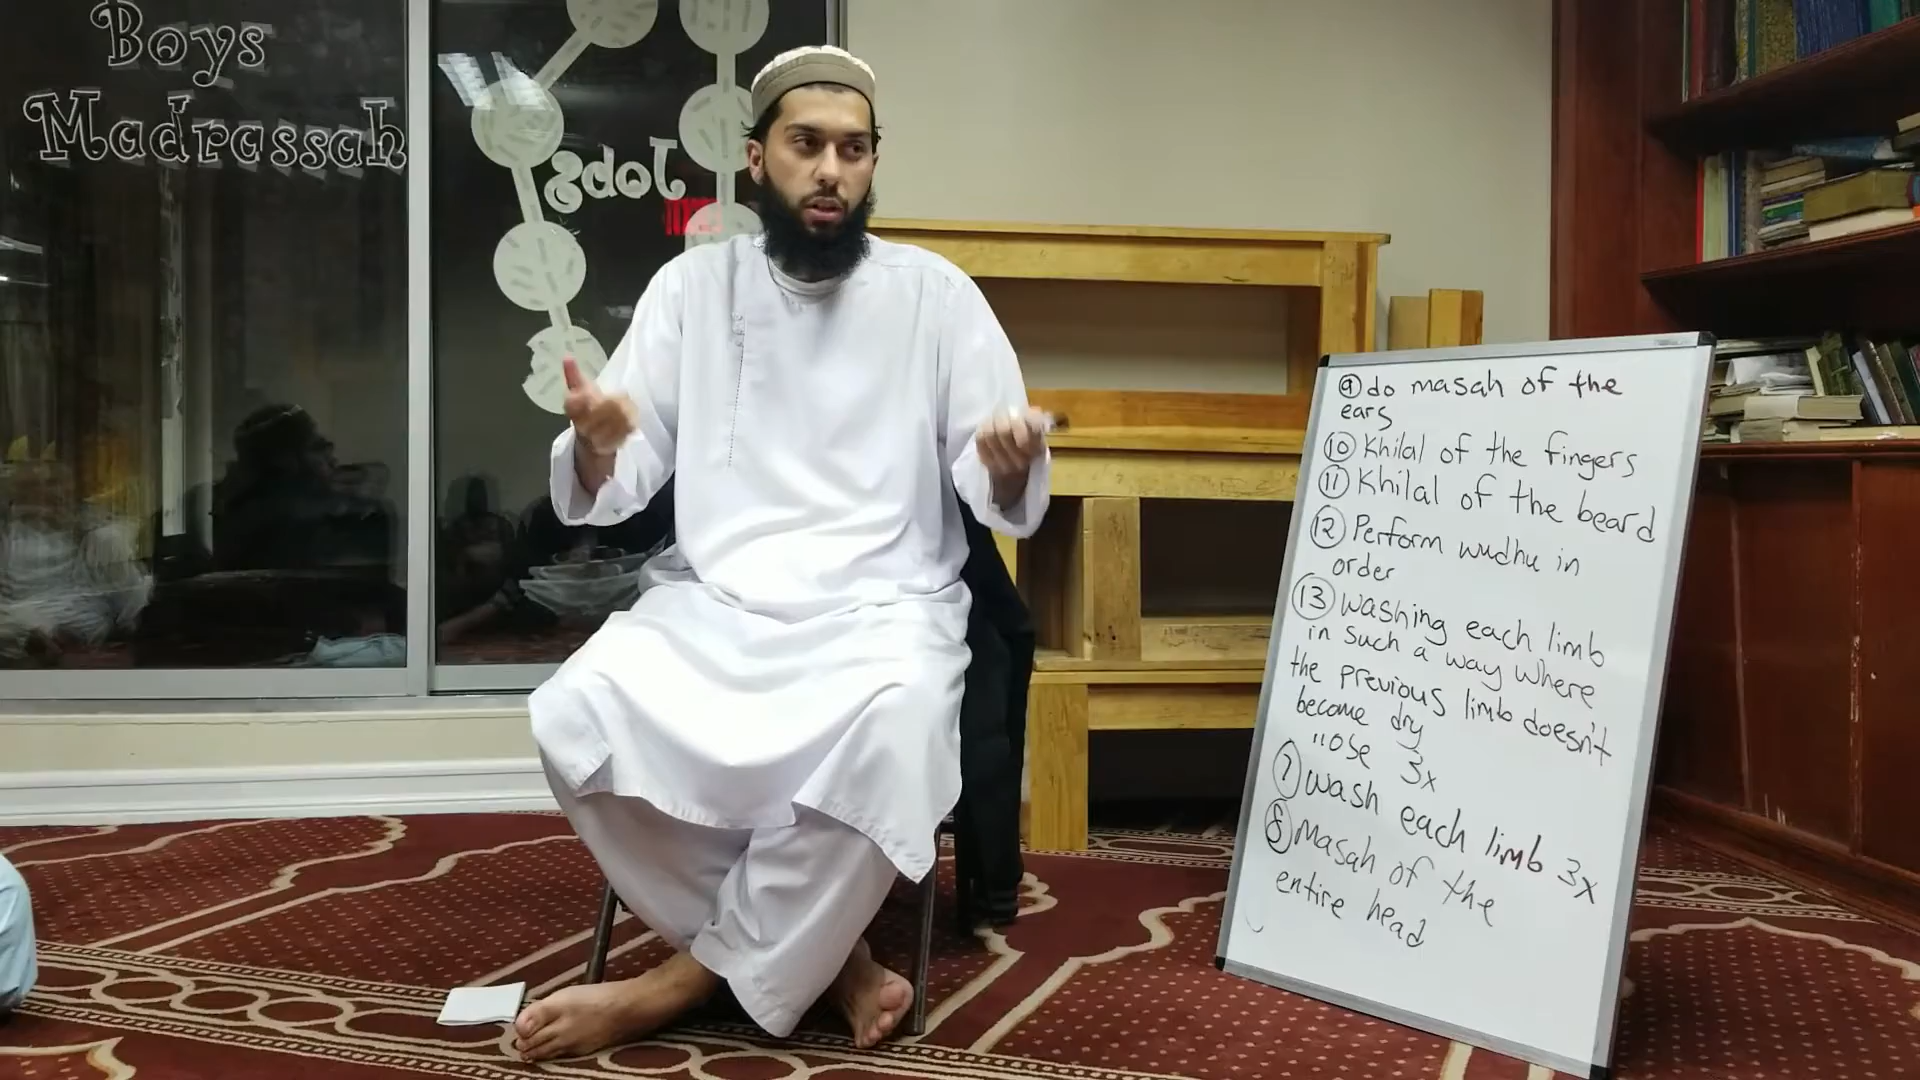 Boys
Madrassah
Jobs
⑨ do masah of the
ears
⑩ Khilal of the fingers
⑪ Khilal of the beard
⑫ Perform wudhu in
order
⑬ washing each limb
in such a way where
the previous limb doesn't
become dry
nose 3x
⑦ wash each limb 3x
⑧ Masah of the
entire head